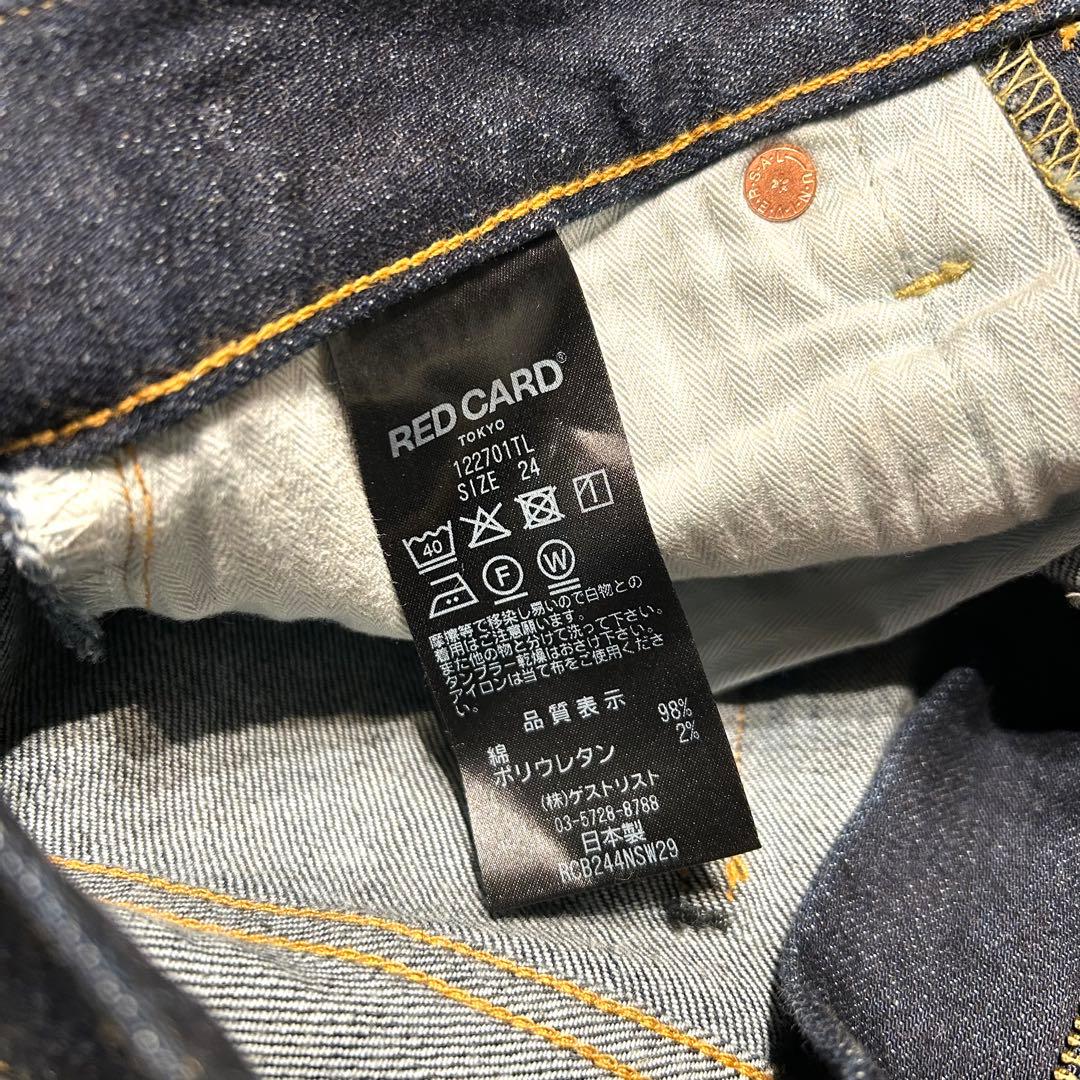 UNIVERSAL
RED CARD®
TOKYO
122701TL
SIZE 24
40
F W
摩擦等で移染し易いので白物との
着用はご注意願います。
また他の物と分けて洗って下さい。
タンブラー乾燥はおさけ下さい。
アイロンは当て布をご使用くださ
い。
品質表示
綿 98%
ポリウレタン 2%
(株)ゲストリスト
03-5728-8788
日本製
RCB244NSW29